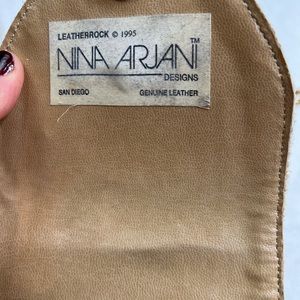 LEATHERROCK © 1995
NINA ARJANI™
DESIGNS
SAN DIEGO GENUINE LEATHER